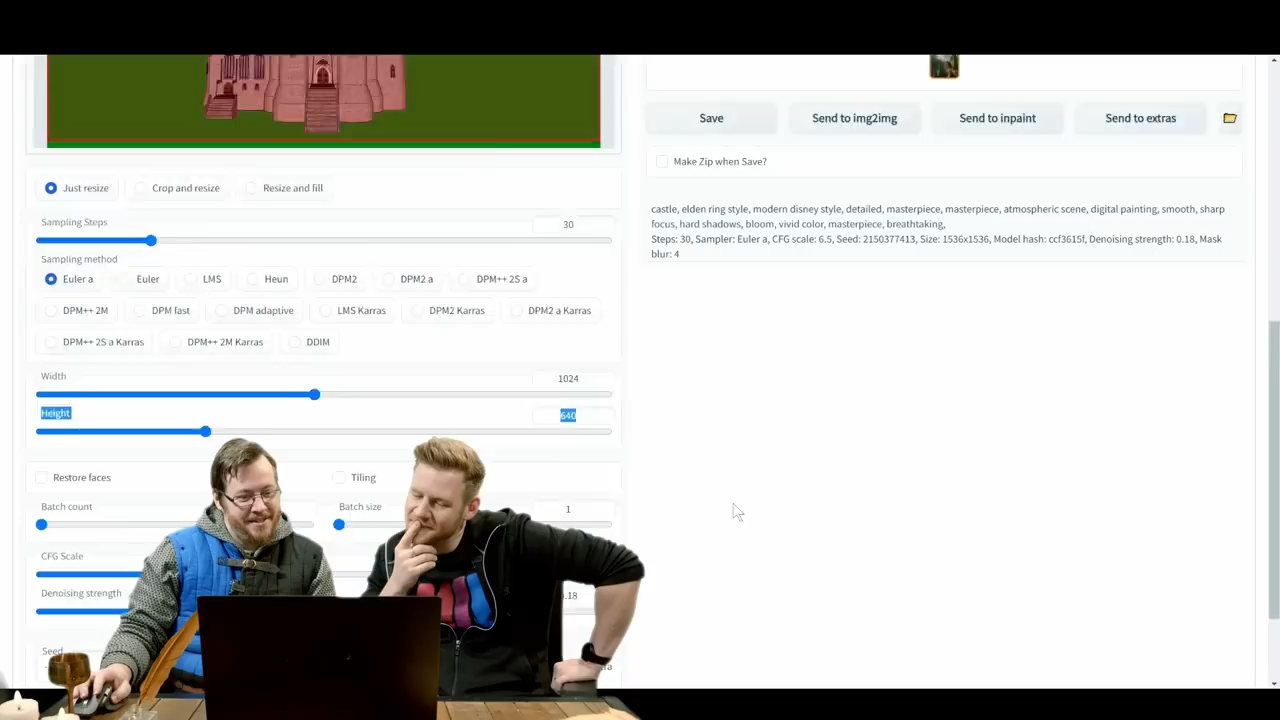 Save
Send to img2img
Send to inpaint
Send to extras
Make Zip when Save?
Just resize
Crop and resize
Resize and fill
Sampling Steps
30
castle, elden ring style, modern disney style, detailed, masterpiece, masterpiece, atmospheric scene, digital painting, smooth, sharp
focus, hard shadows, bloom, vivid color, masterpiece, breathtaking,
Steps: 30, Sampler: Euler a, CFG scale: 6.5, Seed: 2150377413, Size: 1536x1536, Model hash: ccf3615f, Denoising strength: 0.18, Mask
blur: 4
Sampling method
Euler a
Euler
LMS
Heun
DPM2
DPM2 a
DPM++ 2S a
DPM++ 2M
DPM fast
DPM adaptive
LMS Karras
DPM2 Karras
DPM2 a Karras
DPM++ 2S a Karras
DPM++ 2M Karras
DDIM
Width
1024
Height
640
Restore faces
Tiling
Batch count
Batch size
1
CFG Scale
Denoising strength
.18
Seed